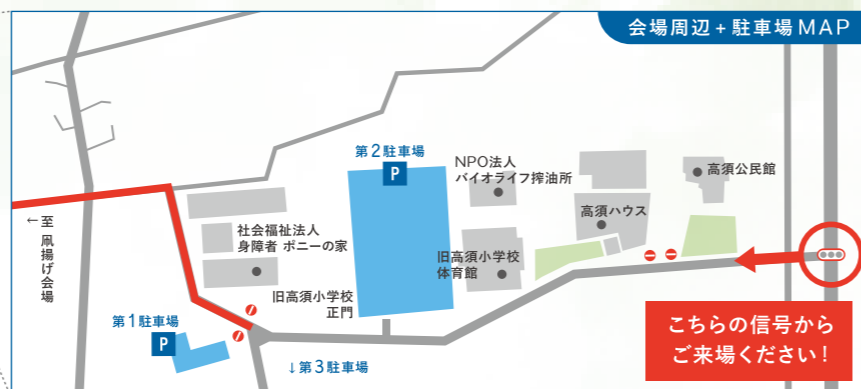 会場周辺+駐車場MAP
第2駐車場
P
NPO法人
バイオライフ搾油所
高須公民館
高須ハウス
←至 凧揚げ会場
社会福祉法人
身障者 ポニーの家
旧高須小学校
体育館
旧高須小学校
正門
第1駐車場
P
↓第3駐車場
こちらの信号から
ご来場ください!